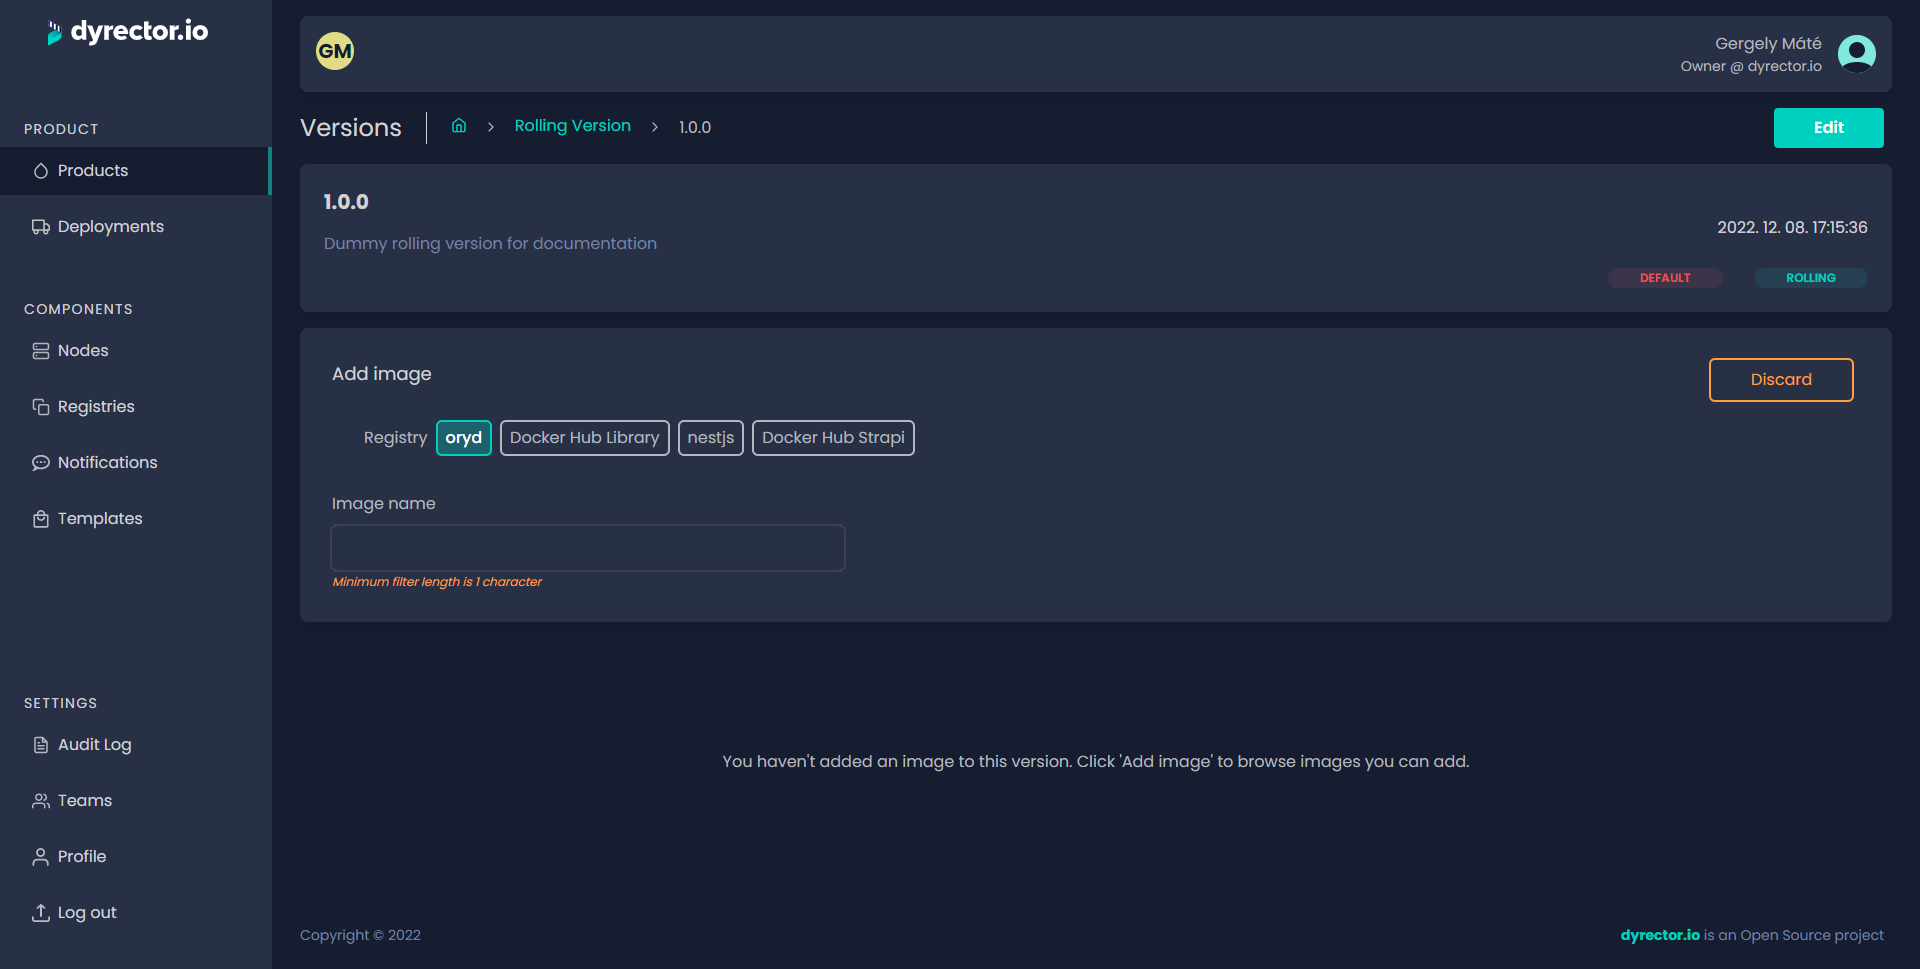 dyrector.io
PRODUCT
Products
Deployments
COMPONENTS
Nodes
Registries
Notifications
Templates
SETTINGS
Audit Log
Teams
Profile
Log out
GM
Gergely Máté
Owner @ dyrector.io
Versions
Rolling Version
1.0.0
Edit
1.0.0
Dummy rolling version for documentation
2022. 12. 08. 17:15:36
DEFAULT
ROLLING
Add image
Discard
Registry oryd Docker Hub Library nestjs Docker Hub Strapi
Image name
Minimum filter length is 1 character
You haven't added an image to this version. Click 'Add image' to browse images you can add.
Copyright © 2022
dyrector.io is an Open Source project